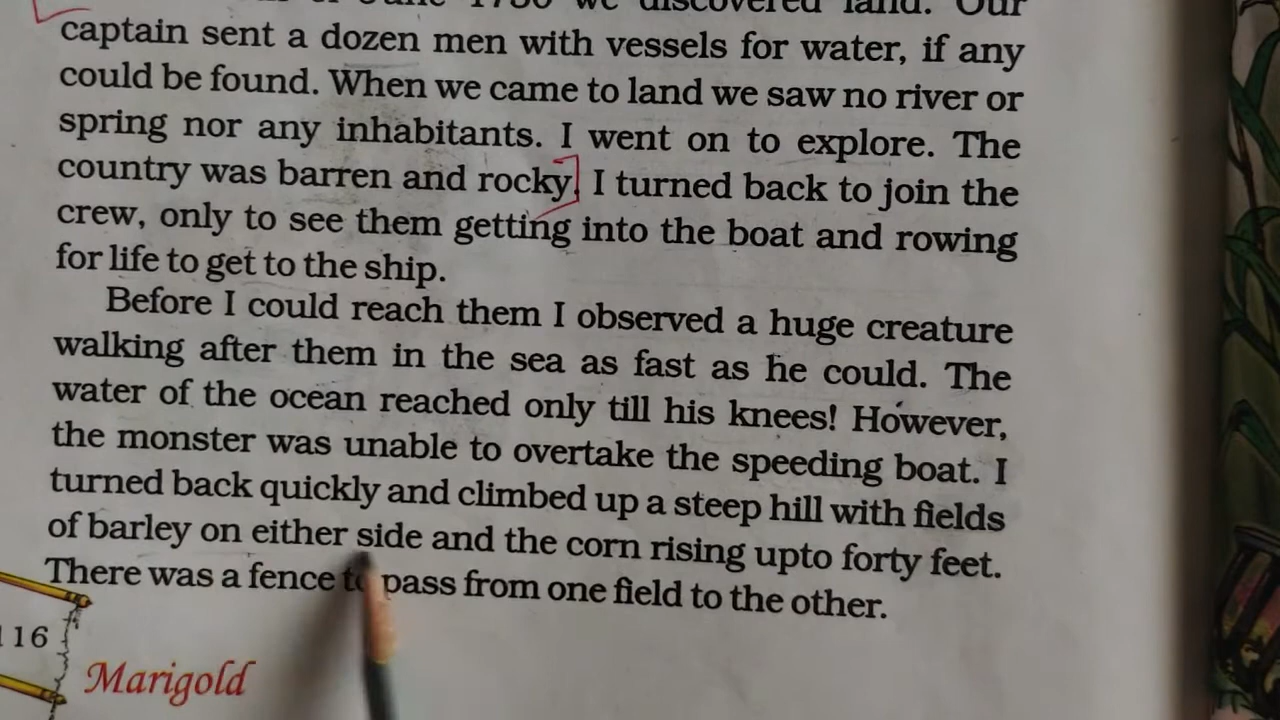 1730 we discovered land. Our
captain sent a dozen men with vessels for water, if any
could be found. When we came to land we saw no river or
spring nor any inhabitants. I went on to explore. The
country was barren and rocky. I turned back to join the
crew, only to see them getting into the boat and rowing
for life to get to the ship.
Before I could reach them I observed a huge creature
walking after them in the sea as fast as he could. The
water of the ocean reached only till his knees! However,
the monster was unable to overtake the speeding boat. I
turned back quickly and climbed up a steep hill with fields
of barley on either side and the corn rising upto forty feet.
There was a fence to pass from one field to the other.
116
Marigold